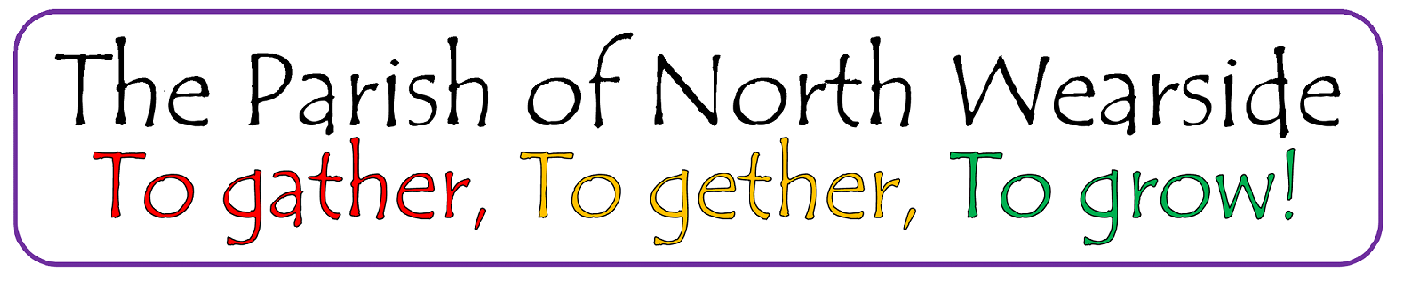 The Parish of North Wearside
To gather, To gether, To grow!